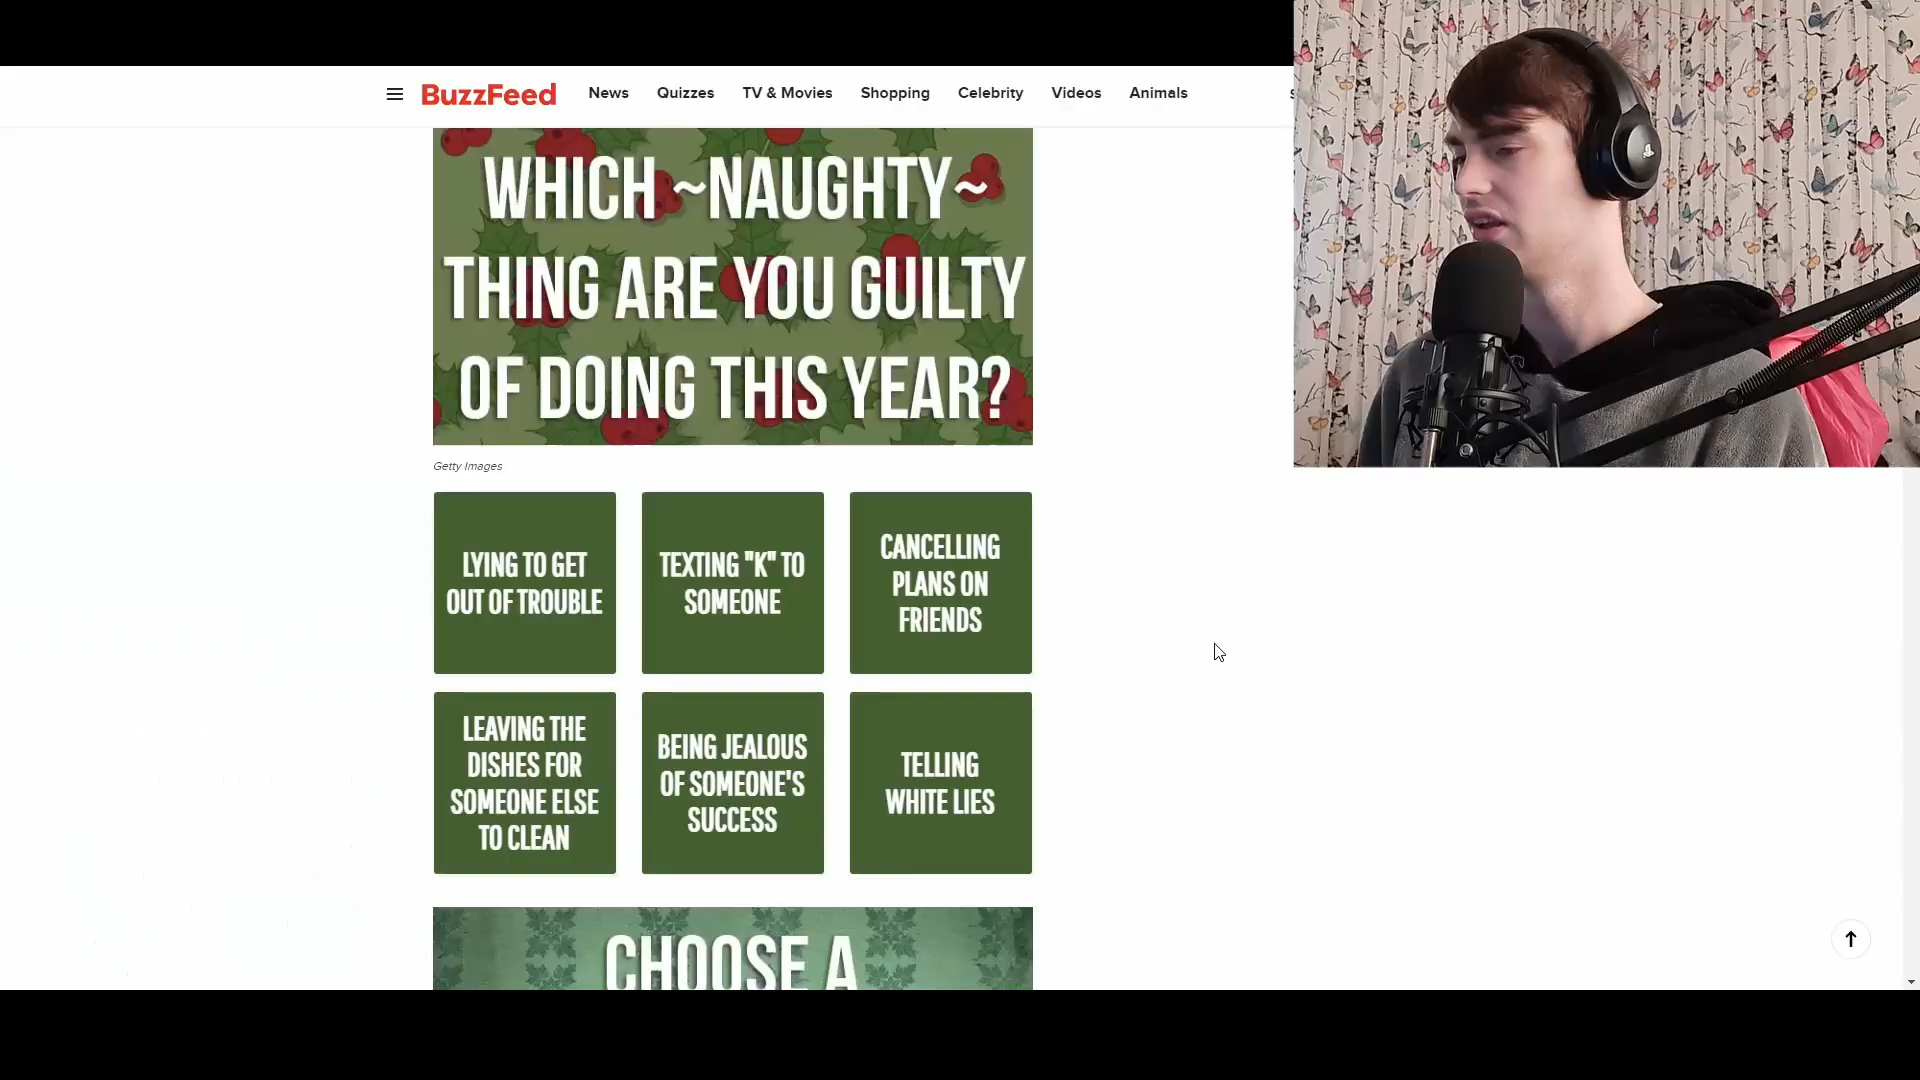 BuzzFeed
News
Quizzes
TV & Movies
Shopping
Celebrity
Videos
Animals
WHICH ~NAUGHTY~
THING ARE YOU GUILTY
OF DOING THIS YEAR?
Getty Images
LYING TO GET
OUT OF TROUBLE
TEXTING "K" TO
SOMEONE
CANCELLING
PLANS ON
FRIENDS
LEAVING THE
DISHES FOR
SOMEONE ELSE
TO CLEAN
BEING JEALOUS
OF SOMEONE'S
SUCCESS
TELLING
WHITE LIES
CHOOSE A